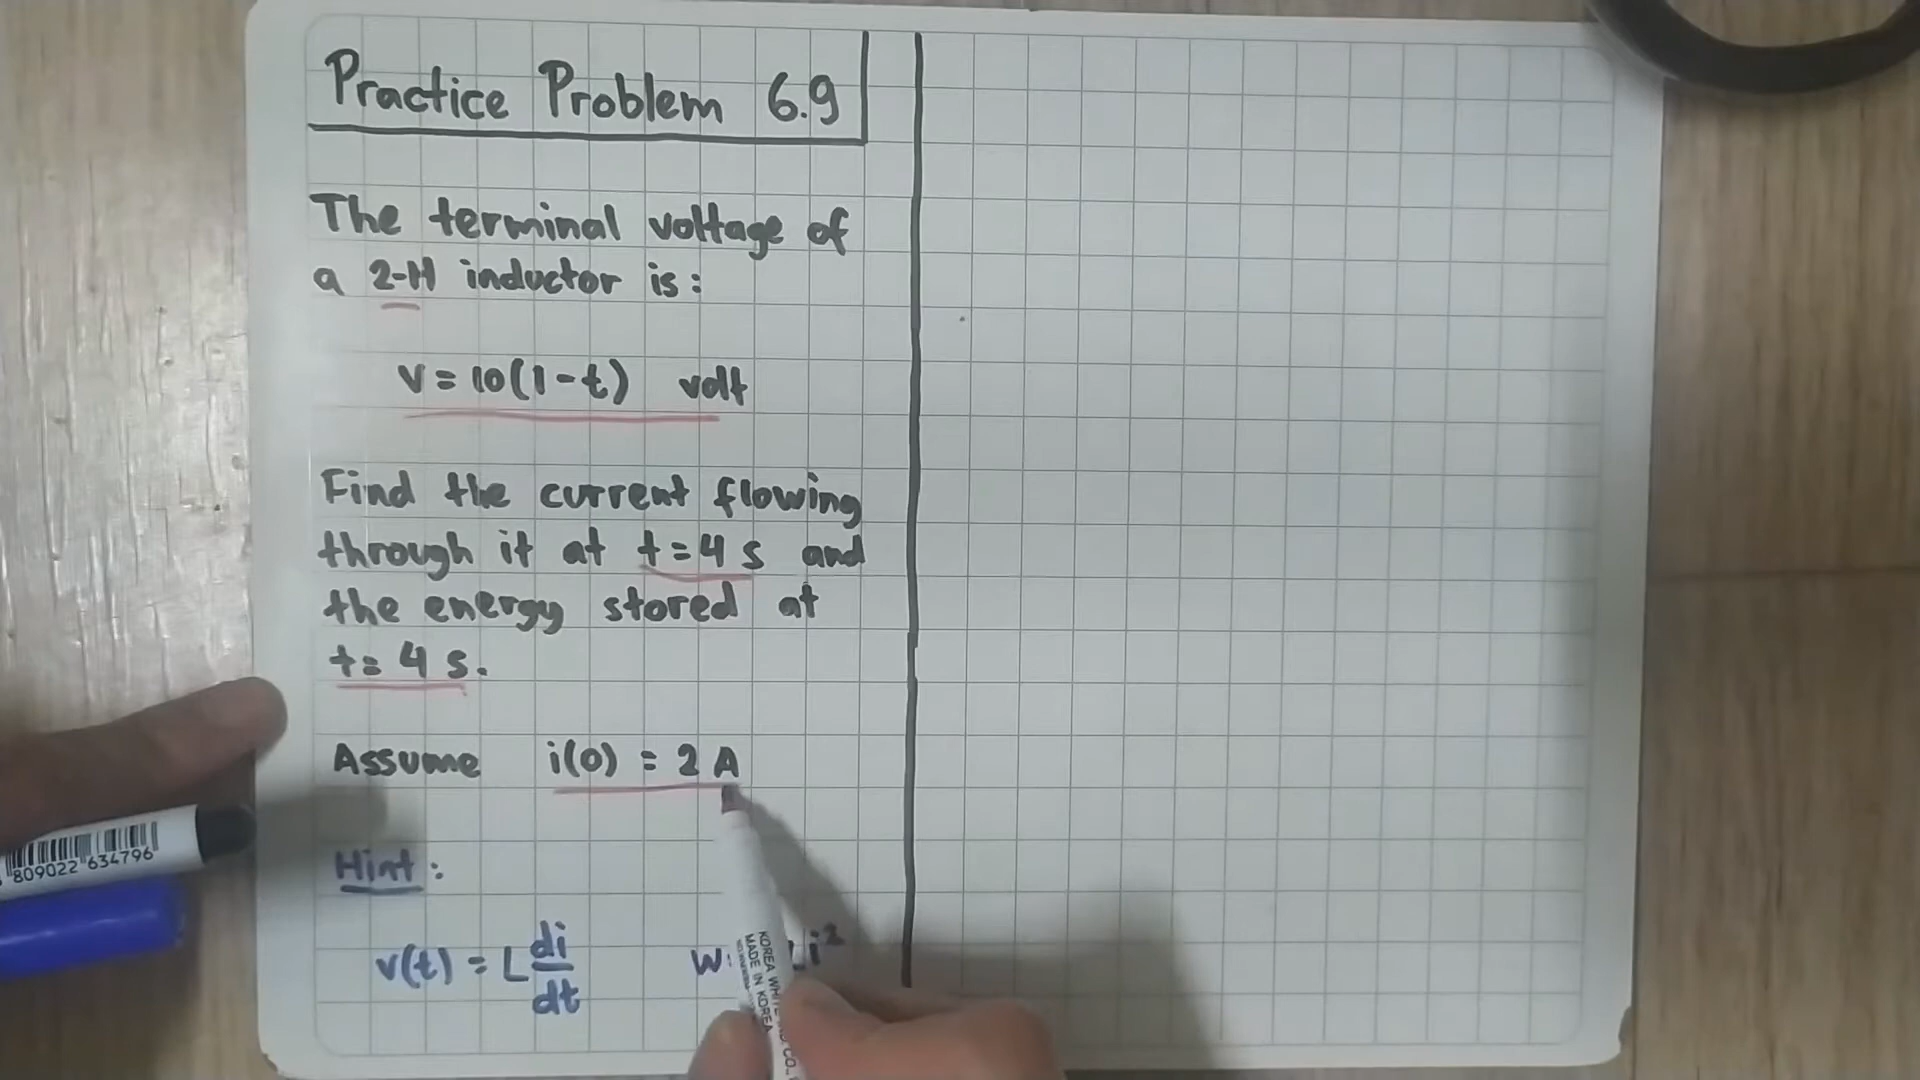 Practice Problem 6.9
The terminal voltage of
a 2-H inductor is:
v = 10(1-t) volt
Find the current flowing
through it at t=4 s and
the energy stored at
t= 4 s.
Assume i(0) = 2 A
Hint:
v(t) = L di/dt
w Li²
809022 634796
MADE IN KOREA